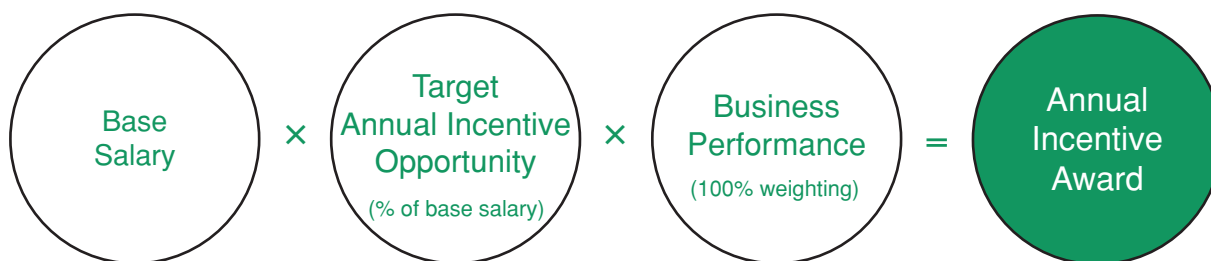 Base
Salary
×
Target
Annual Incentive
Opportunity
(% of base salary)
×
Business
Performance
(100% weighting)
=
Annual
Incentive
Award